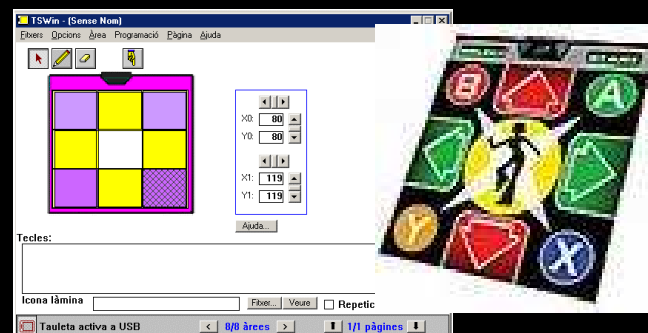 TSWin - (Sense Nom)
Fitxers Opcions Àrea Programació Pàgina Ajuda
X0: 80
Y0: 80
X1: 119
Y1: 119
Ajuda...
Tecles:
Icona làmina
Fitxer... Veure
Repetic
Tauleta activa a USB
< 8/8 àrees >
1/1 pàgines
B
A
Y
X